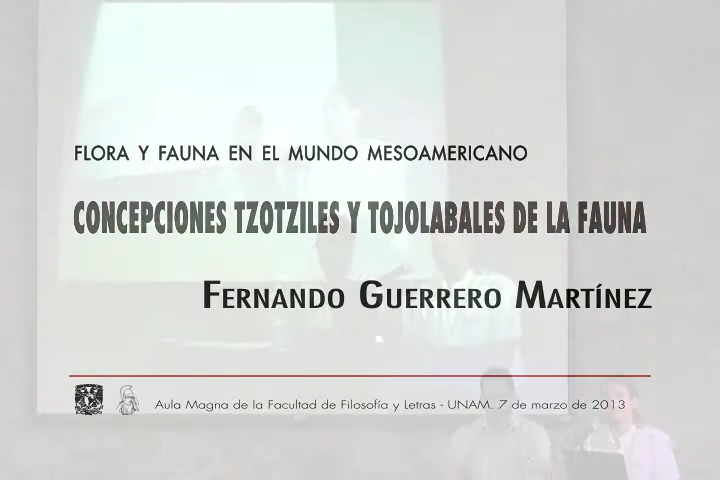 FLORA Y FAUNA EN EL MUNDO MESOAMERICANO
CONCEPCIONES TZOTZILES Y TOJOLABALES DE LA FAUNA
FERNANDO GUERRERO MARTÍNEZ
Aula Magna de la Facultad de Filosofía y Letras - UNAM. 7 de marzo de 2013